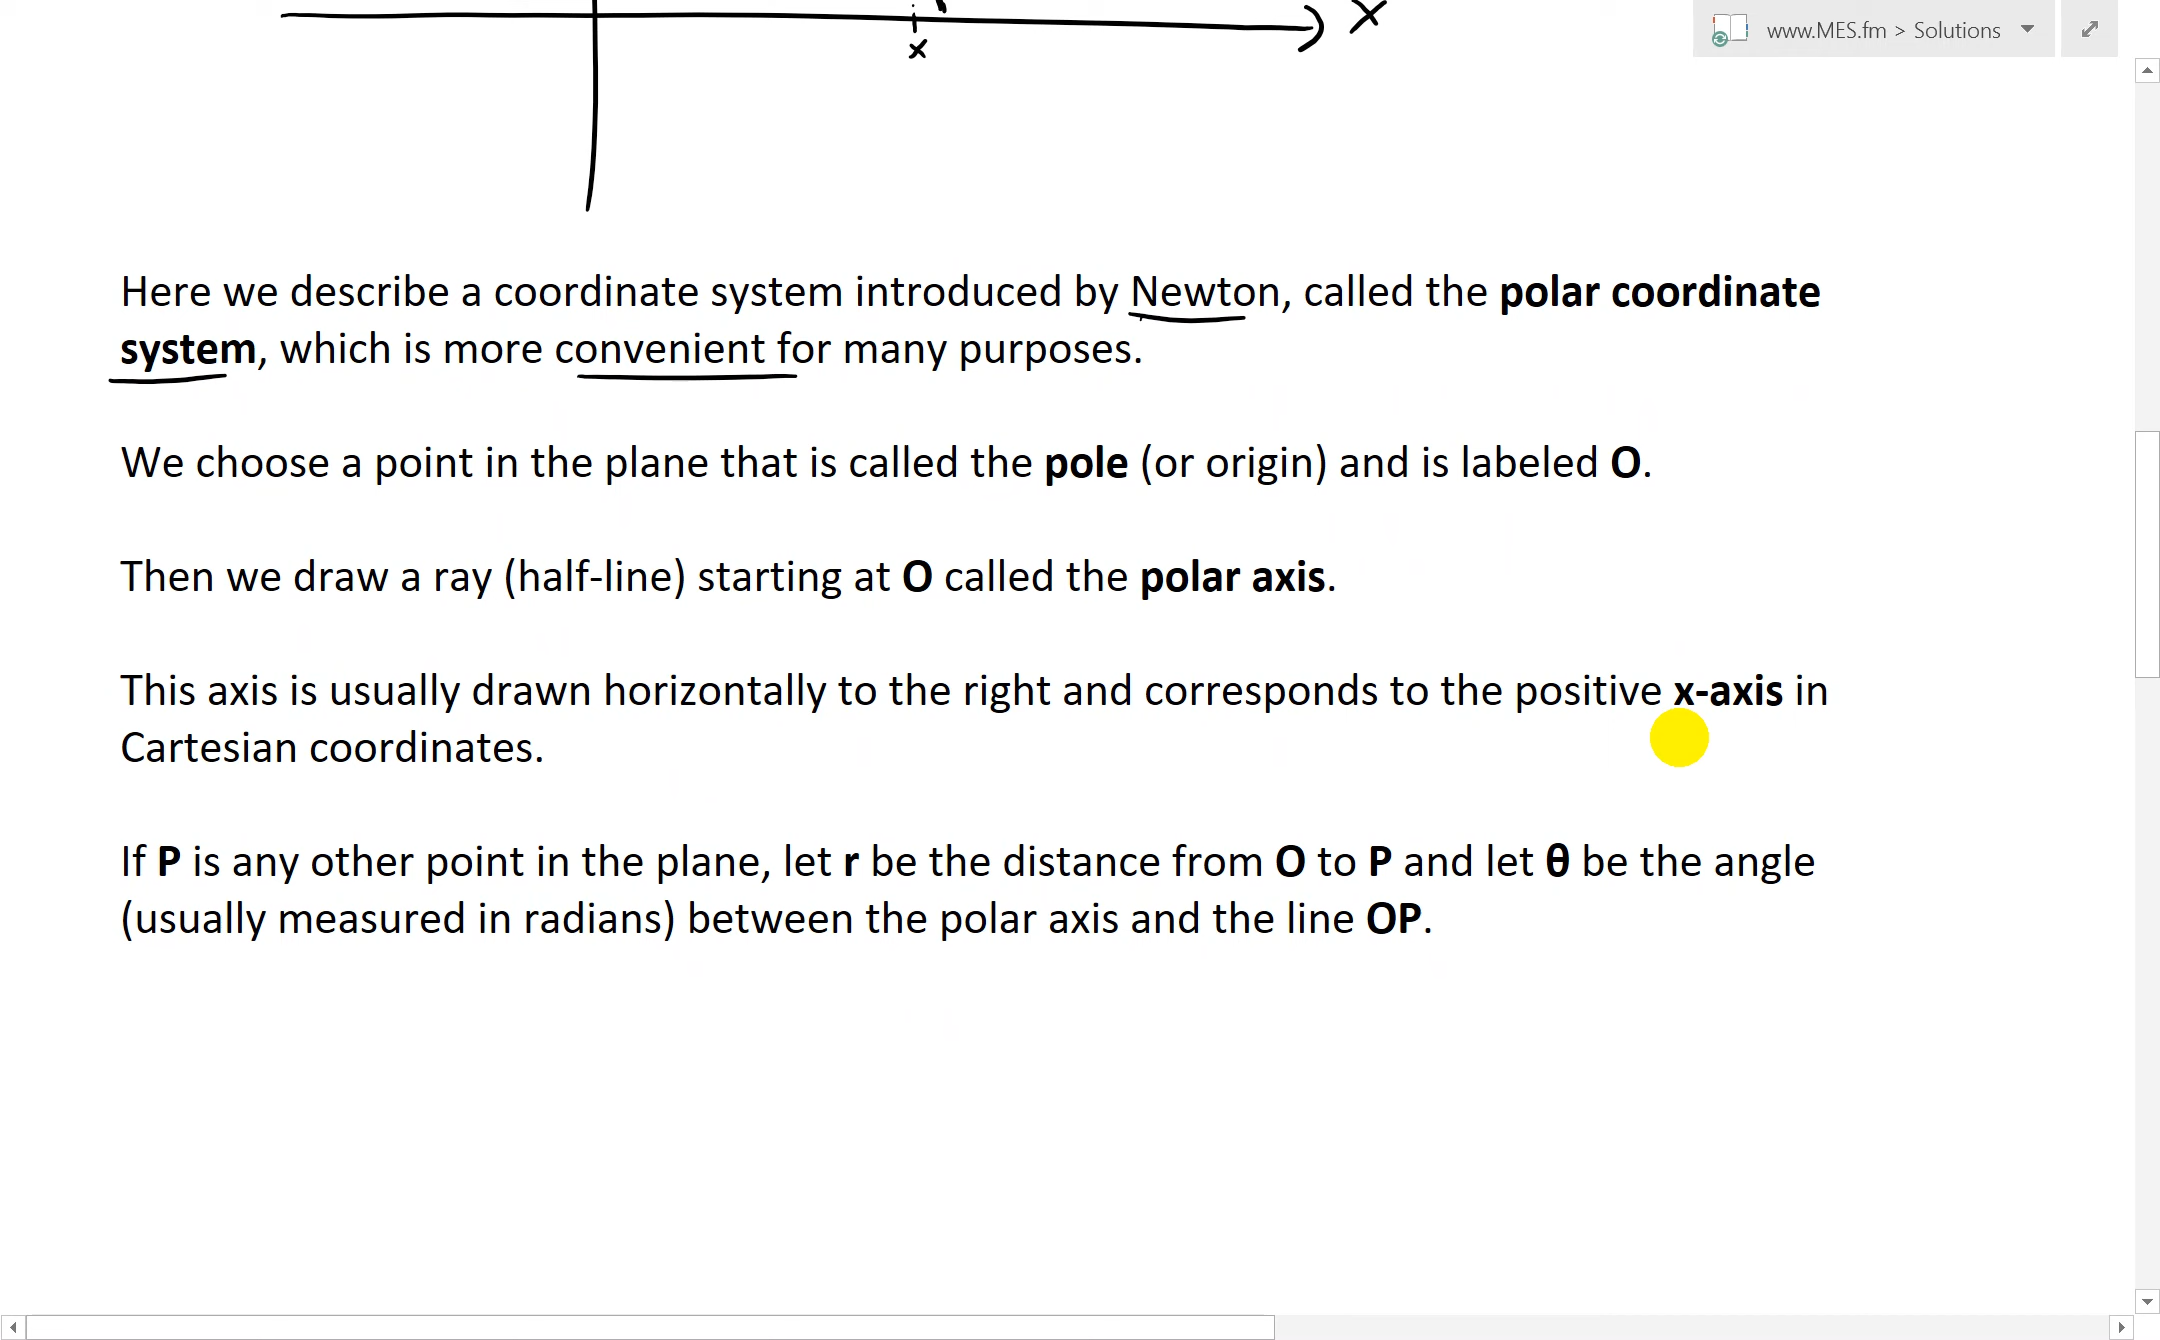 x
x
www.MES.fm > Solutions
Here we describe a coordinate system introduced by Newton, called the polar coordinate
system, which is more convenient for many purposes.
We choose a point in the plane that is called the pole (or origin) and is labeled O.
Then we draw a ray (half-line) starting at O called the polar axis.
This axis is usually drawn horizontally to the right and corresponds to the positive x-axis in
Cartesian coordinates.
If P is any other point in the plane, let r be the distance from O to P and let θ be the angle
(usually measured in radians) between the polar axis and the line OP.